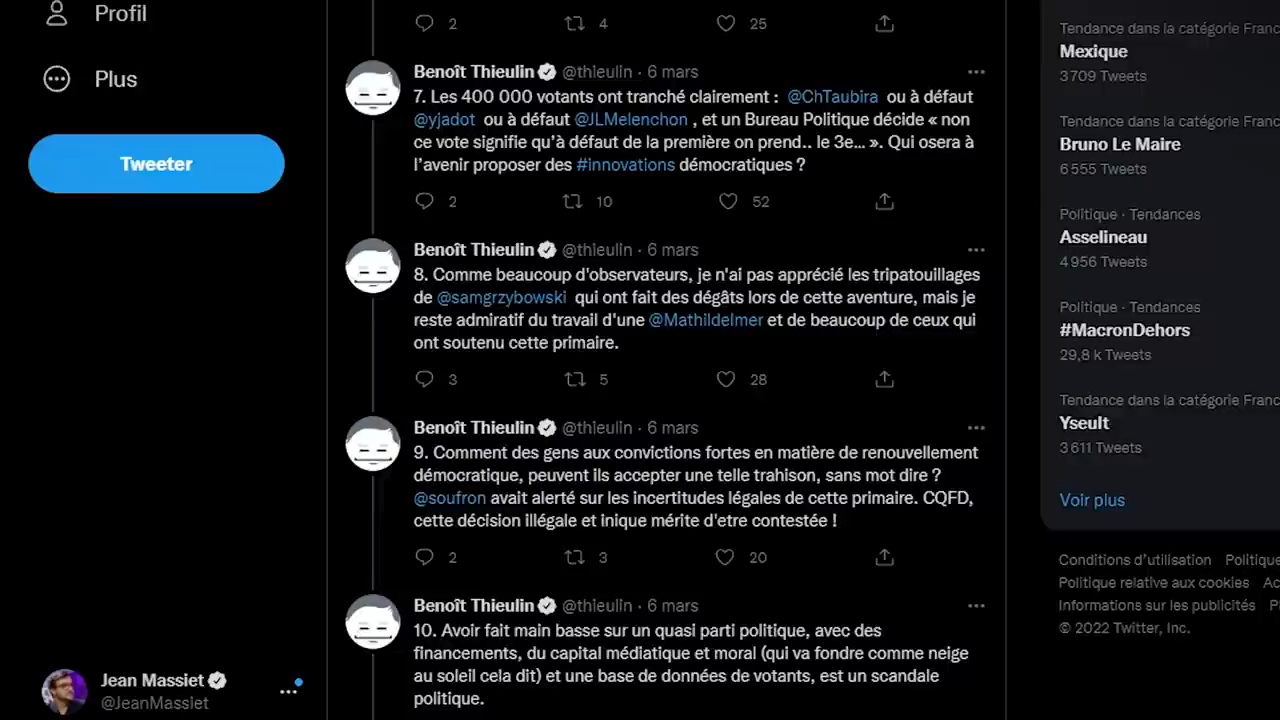 Profil
Plus
Tweeter
Jean Massiet
@JeanMassiet
2 4 25
Benoît Thieulin @thieulin · 6 mars
7. Les 400 000 votants ont tranché clairement : @ChTaubira ou à défaut
@yjadot ou à défaut @JLMelenchon , et un Bureau Politique décide « non
ce vote signifie qu'à défaut de la première on prend.. le 3e... ». Qui osera à
l'avenir proposer des #innovations démocratiques ?
2 10 52
Benoît Thieulin @thieulin · 6 mars
8. Comme beaucoup d'observateurs, je n'ai pas apprécié les tripatouillages
de @samgrzybowski qui ont fait des dégâts lors de cette aventure, mais je
reste admiratif du travail d'une @MathildeImer et de beaucoup de ceux qui
ont soutenu cette primaire.
3 5 28
Benoît Thieulin @thieulin · 6 mars
9. Comment des gens aux convictions fortes en matière de renouvellement
démocratique, peuvent ils accepter une telle trahison, sans mot dire ?
@soufron avait alerté sur les incertitudes légales de cette primaire. CQFD,
cette décision illégale et inique mérite d'etre contestée !
2 3 20
Benoît Thieulin @thieulin · 6 mars
10. Avoir fait main basse sur un quasi parti politique, avec des
financements, du capital médiatique et moral (qui va fondre comme neige
au soleil cela dit) et une base de données de votants, est un scandale
politique.
Tendance dans la catégorie Franc
Mexique
3 709 Tweets
Tendance dans la catégorie Franc
Bruno Le Maire
6 555 Tweets
Politique · Tendances
Asselineau
4 956 Tweets
Politique · Tendances
#MacronDehors
29,8 k Tweets
Tendance dans la catégorie Franc
Yseult
3 611 Tweets
Voir plus
Conditions d'utilisation Politique
Politique relative aux cookies Ac
Informations sur les publicités P
© 2022 Twitter, Inc.